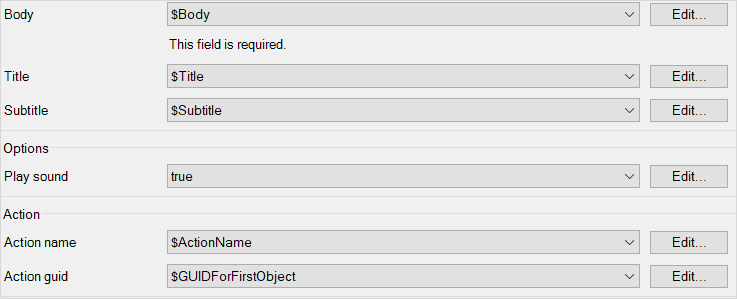 Body $Body Edit...
This field is required.
Title $Title Edit...
Subtitle $Subtitle Edit...
Options
Play sound true Edit...
Action
Action name $ActionName Edit...
Action guid $GUIDForFirstObject Edit...